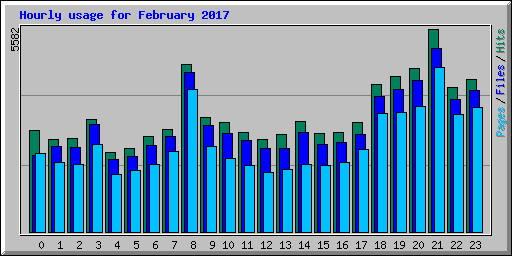 Hourly usage for February 2017
5582
Pages / Files / Hits
0 1 2 3 4 5 6 7 8 9 10 11 12 13 14 15 16 17 18 19 20 21 22 23